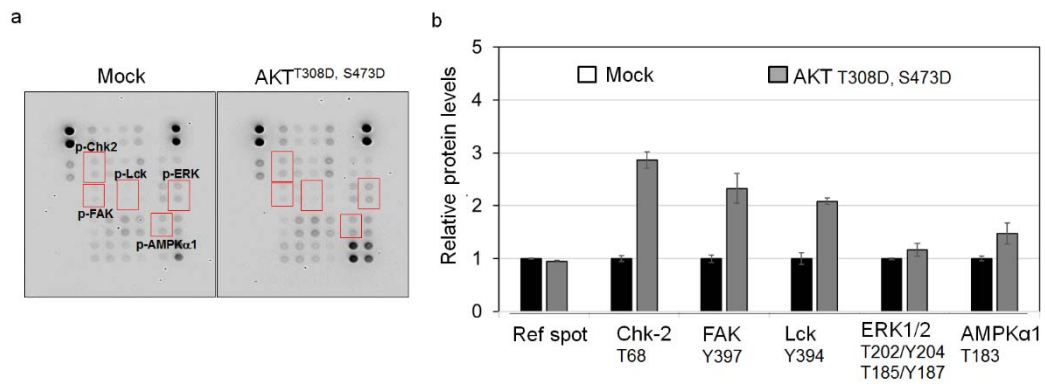 a
Mock
AKT T308D, S473D
p-Chk2
p-Lck
p-ERK
p-FAK
p-AMPKα1
b
Relative protein levels
5
4
3
2
1
0
Mock
AKT T308D, S473D
Ref spot
Chk-2
T68
FAK
Y397
Lck
Y394
ERK1/2
T202/Y204
T185/Y187
AMPKα1
T183